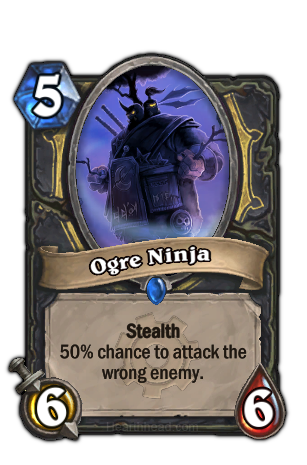 5
Ogre Ninja
Stealth
50% chance to attack the
wrong enemy.
6
6